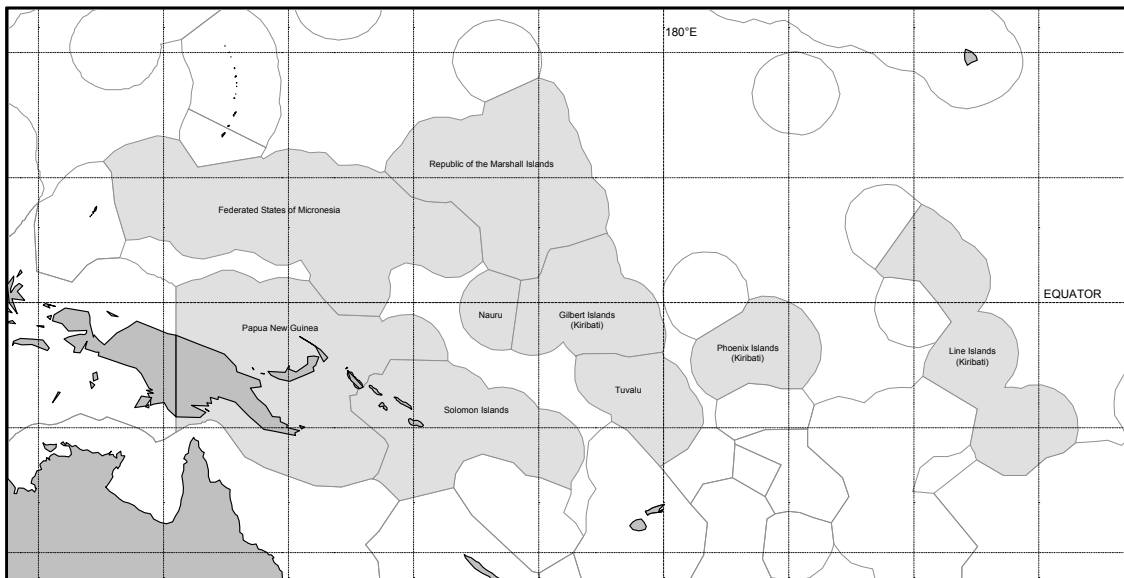 180°E
Republic of the Marshall Islands
Federated States of Micronesia
EQUATOR
Nauru
Gilbert Islands
(Kiribati)
Papua New Guinea
Phoenix Islands
(Kiribati)
Line Islands
(Kiribati)
Tuvalu
Solomon Islands